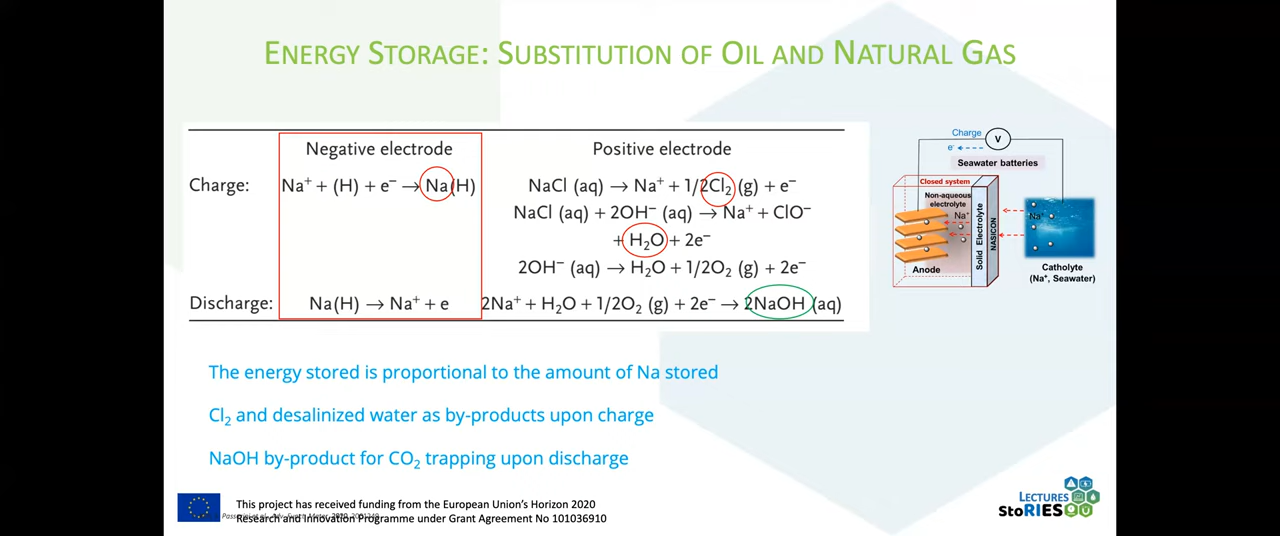 ENERGY STORAGE: SUBSTITUTION OF OIL AND NATURAL GAS
Negative electrode Positive electrode
Charge: Na⁺ + (H) + e⁻ → Na(H) NaCl (aq) → Na⁺ + 1/2Cl₂ (g) + e⁻
NaCl (aq) + 2OH⁻ (aq) → Na⁺ + ClO⁻
+ H₂O + 2e⁻
2OH⁻ (aq) → H₂O + 1/2O₂ (g) + 2e⁻
Discharge: Na(H) → Na⁺ + e 2Na⁺ + H₂O + 1/2O₂ (g) + 2e⁻ → 2NaOH (aq)
Charge
e⁻
V
Seawater batteries
Closed system
Non-aqueous
electrolyte
Na⁺
Anode
Solid Electrolyte
NASICON
Na⁺
Catholyte
(Na⁺, Seawater)
The energy stored is proportional to the amount of Na stored
Cl₂ and desalinized water as by-products upon charge
NaOH by-product for CO₂ trapping upon discharge
This project has received funding from the European Union's Horizon 2020
Research and Innovation Programme under Grant Agreement No 101036910
LECTURES
StoRIES